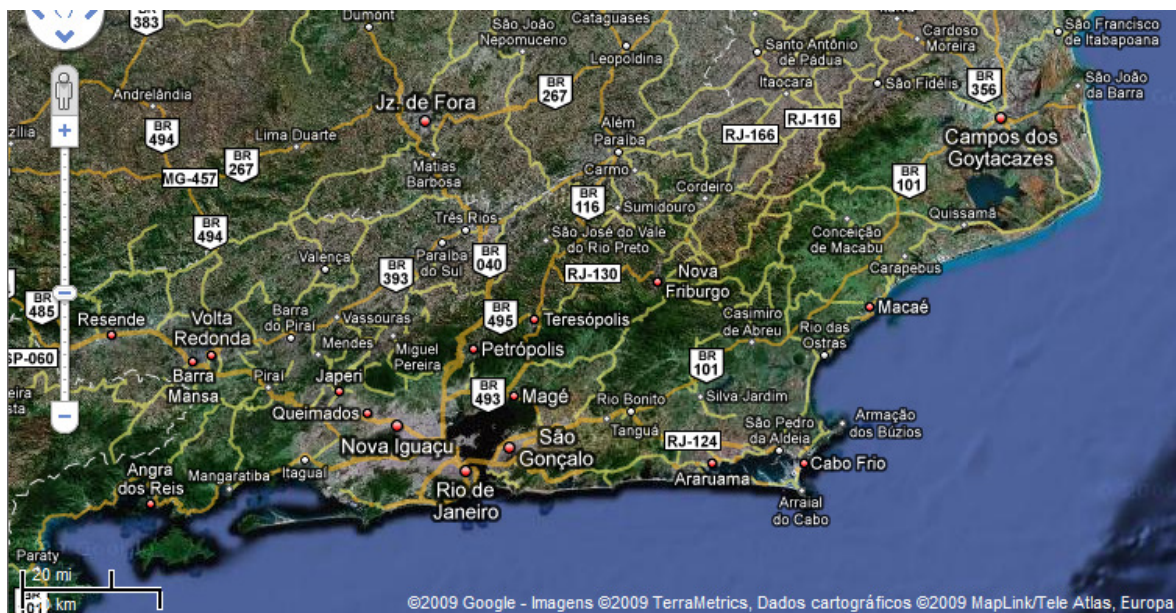 BR
383
Dumont
São João
Nepomuceno
Cataguases
Leopoldina
Santo Antônio
de Pádua
Cardoso
Moreira
São Francisco
de Itabapoana
Andrelândia
BR
494
Jz. de Fora
BR
267
Itaocara
São Fidélis
BR
356
São João
da Barra
Lima Duarte
BR
267
MG-457
Matias
Barbosa
Além
Paraíba
Carmo
RJ-166
RJ-116
Campos dos
Goytacazes
BR
101
BR
494
Três Rios
BR
116
Sumidouro
Cordeiro
Quissamã
Conceição
de Macabu
São José do Vale
do Rio Preto
Paraíba
do Sul
BR
040
Valença
BR
393
RJ-130
Nova
Friburgo
Carapebus
BR
485
Resende
Volta
Redonda
Barra
do Piraí
Vassouras
Mendes
Miguel
Pereira
BR
495
Teresópolis
Casimiro
de Abreu
Macaé
Rio das
Ostras
SP-060
Barra
Mansa
Piraí
Japeri
Petrópolis
BR
493
Magé
BR
101
Queimados
Nova Iguaçu
Rio Bonito
Tanguá
Silva Jardim
Armação
dos Búzios
São Pedro
da Aldeia
São
Gonçalo
RJ-124
Araruama
Cabo Frio
Angra
dos Reis
Mangaratiba
Itaguaí
Rio de
Janeiro
Arraial
do Cabo
Paraty
20 mi
km
BR
101
©2009 Google - Imagens ©2009 TerraMetrics, Dados cartográficos ©2009 MapLink/Tele Atlas, Europa